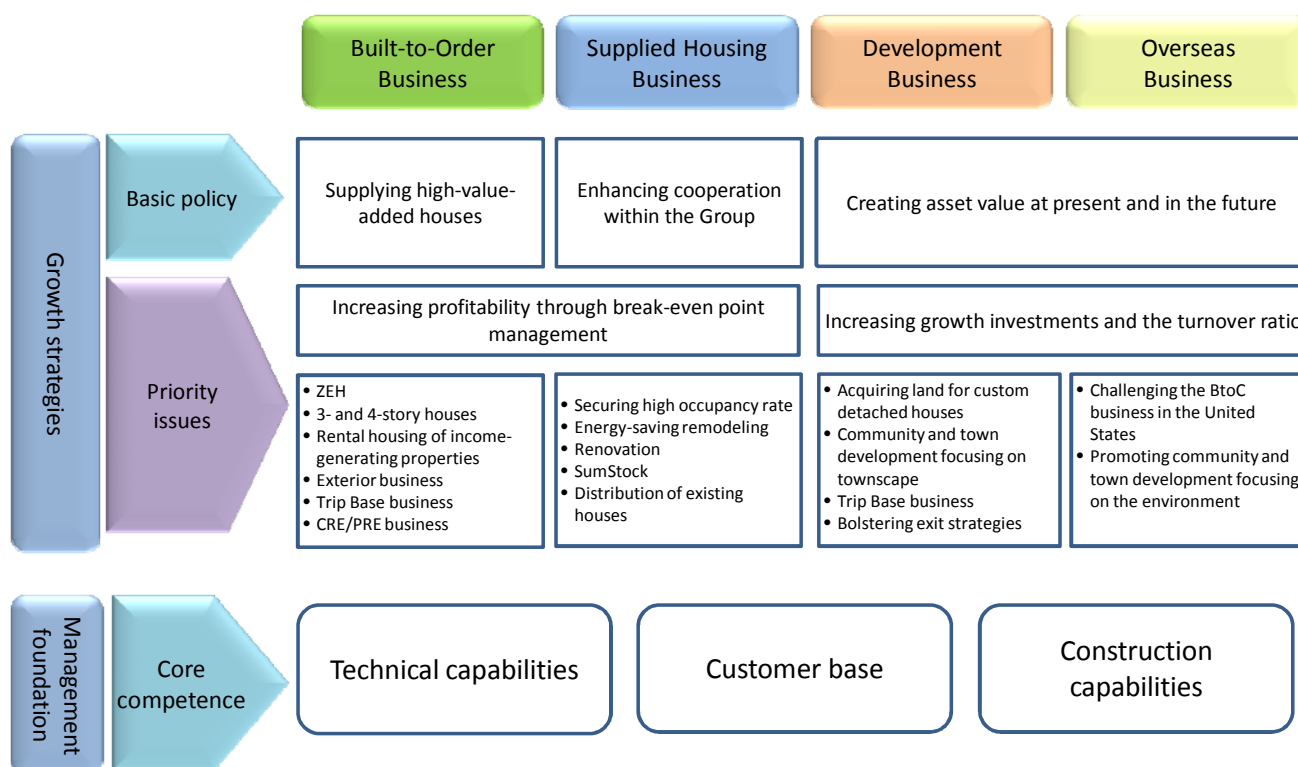 Built-to-Order
Business
Supplied Housing
Business
Development
Business
Overseas
Business
Growth strategies
Basic policy
Supplying high-value-
added houses
Enhancing cooperation
within the Group
Creating asset value at present and in the future
Priority
issues
Increasing profitability through break-even point
management
Increasing growth investments and the turnover ratio
• ZEH
• 3- and 4-story houses
• Rental housing of income-
generating properties
• Exterior business
• Trip Base business
• CRE/PRE business
• Securing high occupancy rate
• Energy-saving remodeling
• Renovation
• SumStock
• Distribution of existing
houses
• Acquiring land for custom
detached houses
• Community and town
development focusing on
townscape
• Trip Base business
• Bolstering exit strategies
• Challenging the BtoC
business in the United
States
• Promoting community and
town development focusing
on the environment
Management
foundation
Core
competence
Technical capabilities
Customer base
Construction
capabilities